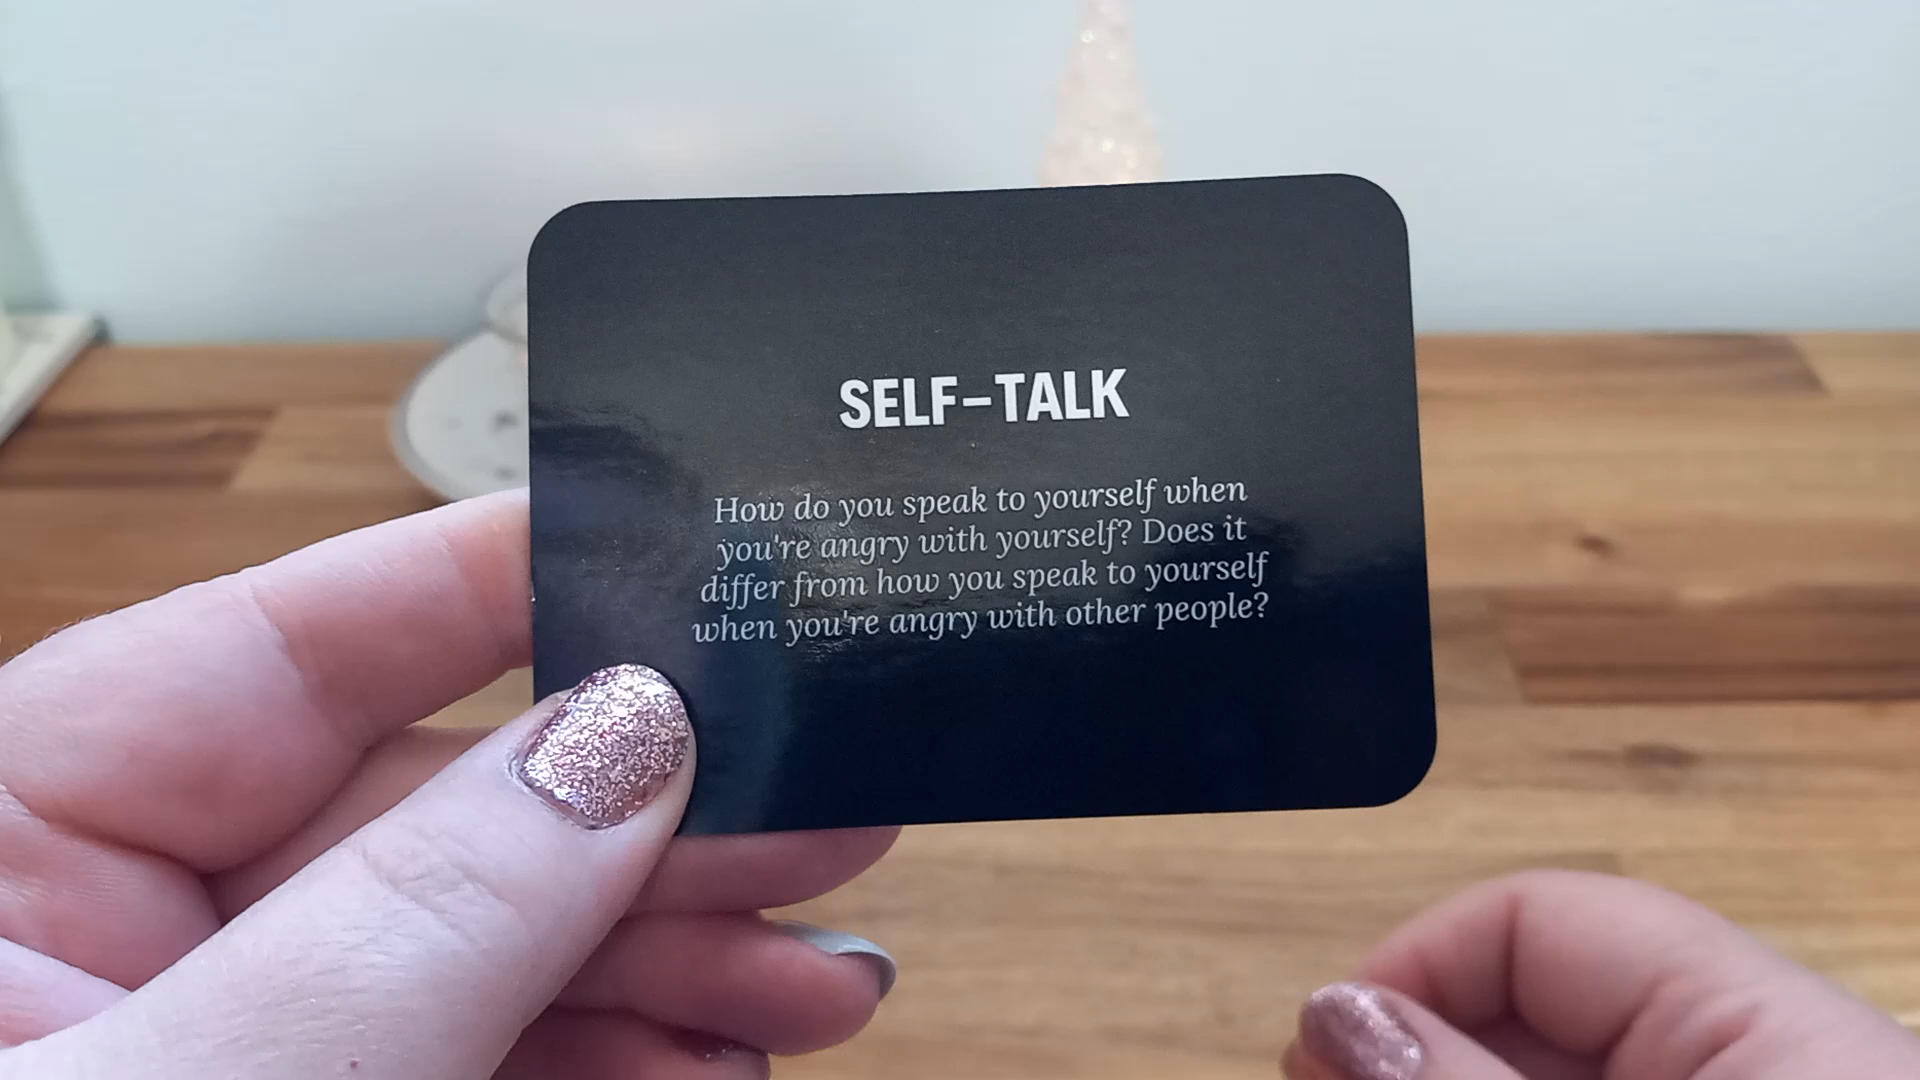 SELF-TALK
How do you speak to yourself when
you're angry with yourself? Does it
differ from how you speak to yourself
when you're angry with other people?